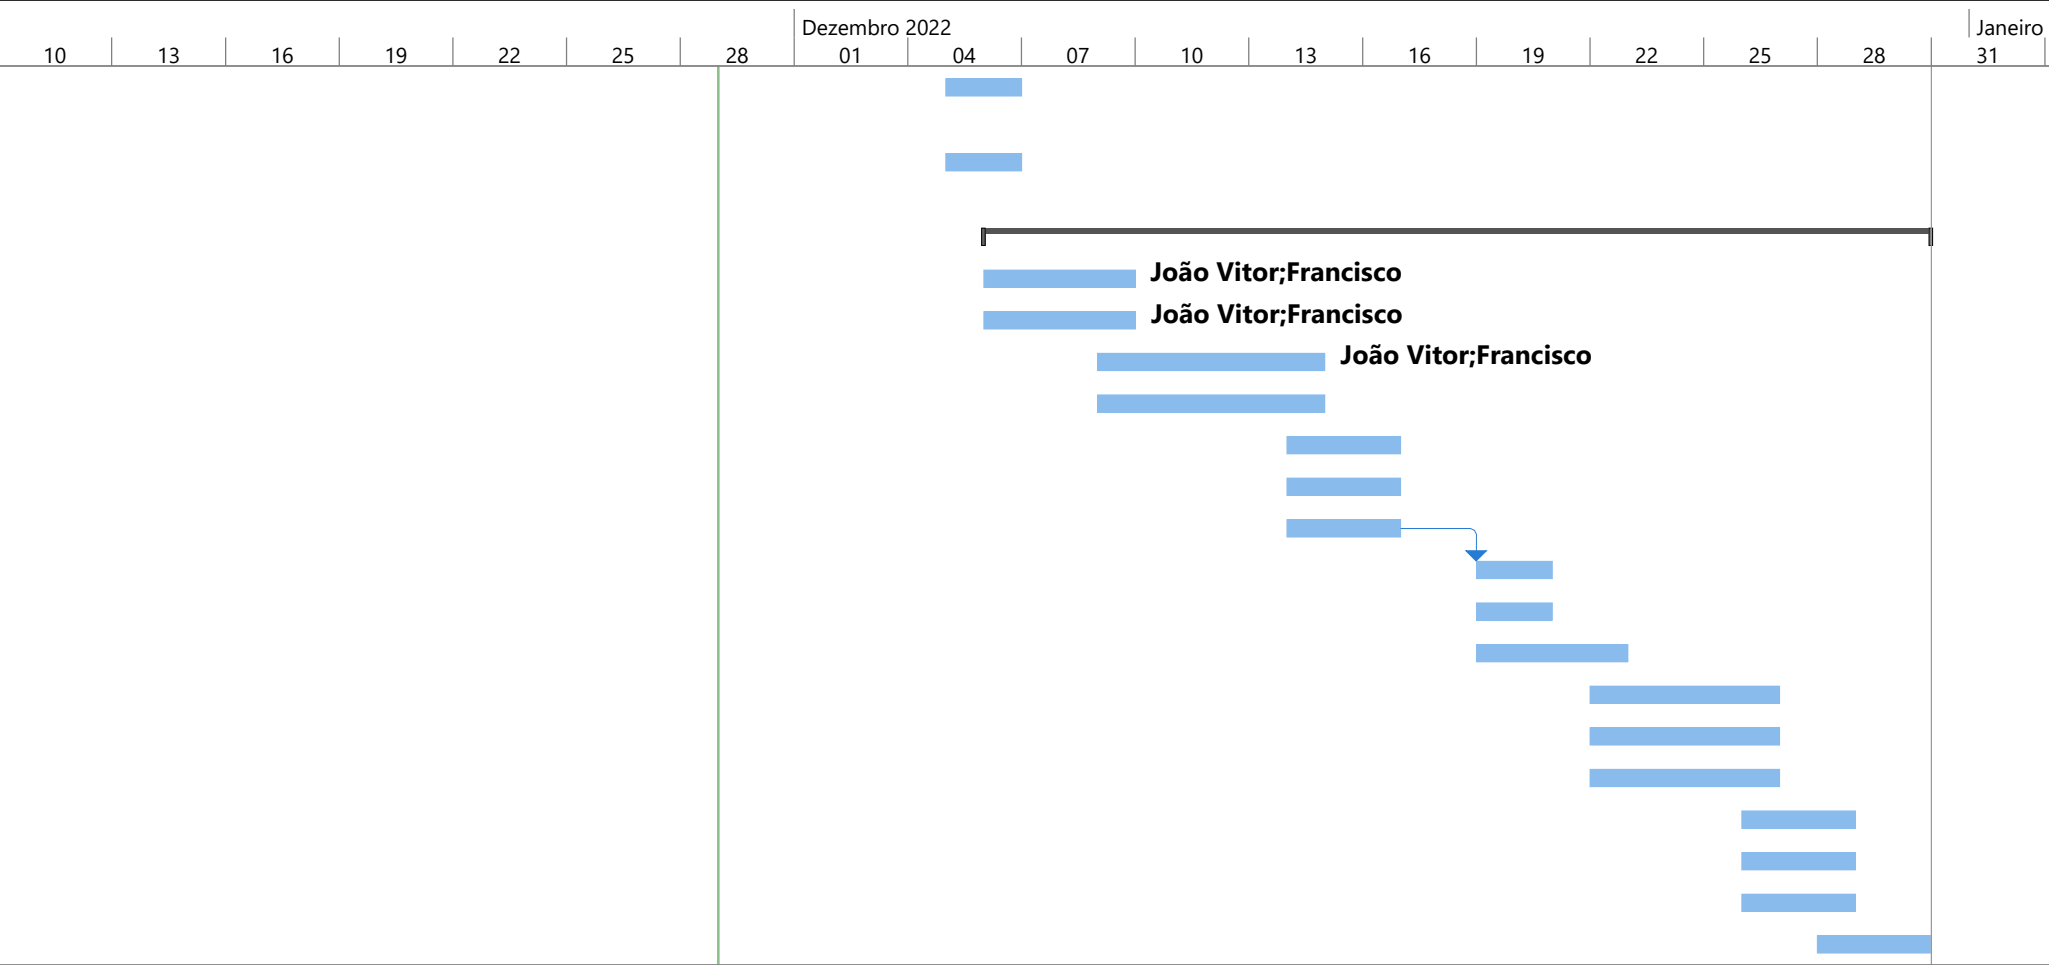 Dezembro 2022 Janeiro
10 13 16 19 22 25 28 01 04 07 10 13 16 19 22 25 28 31
João Vitor;Francisco
João Vitor;Francisco
João Vitor;Francisco